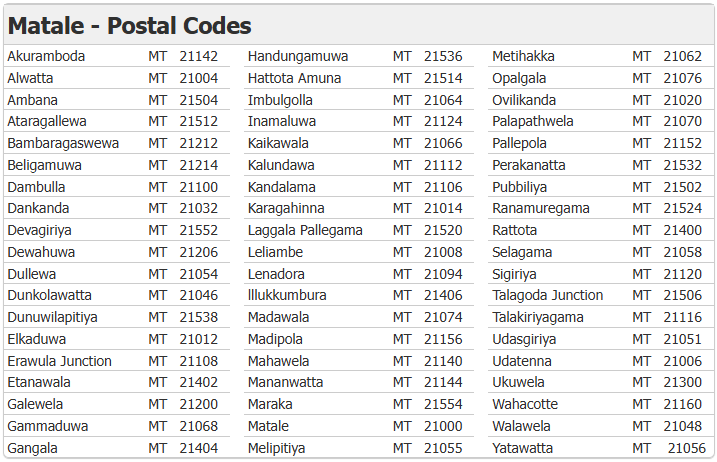 Matale - Postal Codes
Akuramboda MT 21142 Handungamuwa MT 21536 Metihakka MT 21062
Alwatta MT 21004 Hattota Amuna MT 21514 Opalgala MT 21076
Ambana MT 21504 Imbulgolla MT 21064 Ovilikanda MT 21020
Ataragallewa MT 21512 Inamaluwa MT 21124 Palapathwela MT 21070
Bambaragaswewa MT 21212 Kaikawala MT 21066 Pallepola MT 21152
Beligamuwa MT 21214 Kalundawa MT 21112 Perakanatta MT 21532
Dambulla MT 21100 Kandalama MT 21106 Pubbiliya MT 21502
Dankanda MT 21032 Karagahinna MT 21014 Ranamuregama MT 21524
Devagiriya MT 21552 Laggala Pallegama MT 21520 Rattota MT 21400
Dewahuwa MT 21206 Leliambe MT 21008 Selagama MT 21058
Dullewa MT 21054 Lenadora MT 21094 Sigiriya MT 21120
Dunkolawatta MT 21046 lllukkumbura MT 21406 Talagoda Junction MT 21506
Dunuwilapitiya MT 21538 Madawala MT 21074 Talakiriyagama MT 21116
Elkaduwa MT 21012 Madipola MT 21156 Udasgiriya MT 21051
Erawula Junction MT 21108 Mahawela MT 21140 Udatenna MT 21006
Etanawala MT 21402 Mananwatta MT 21144 Ukuwela MT 21300
Galewela MT 21200 Maraka MT 21554 Wahacotte MT 21160
Gammaduwa MT 21068 Matale MT 21000 Walawela MT 21048
Gangala MT 21404 Melipitiya MT 21055 Yatawatta MT 21056